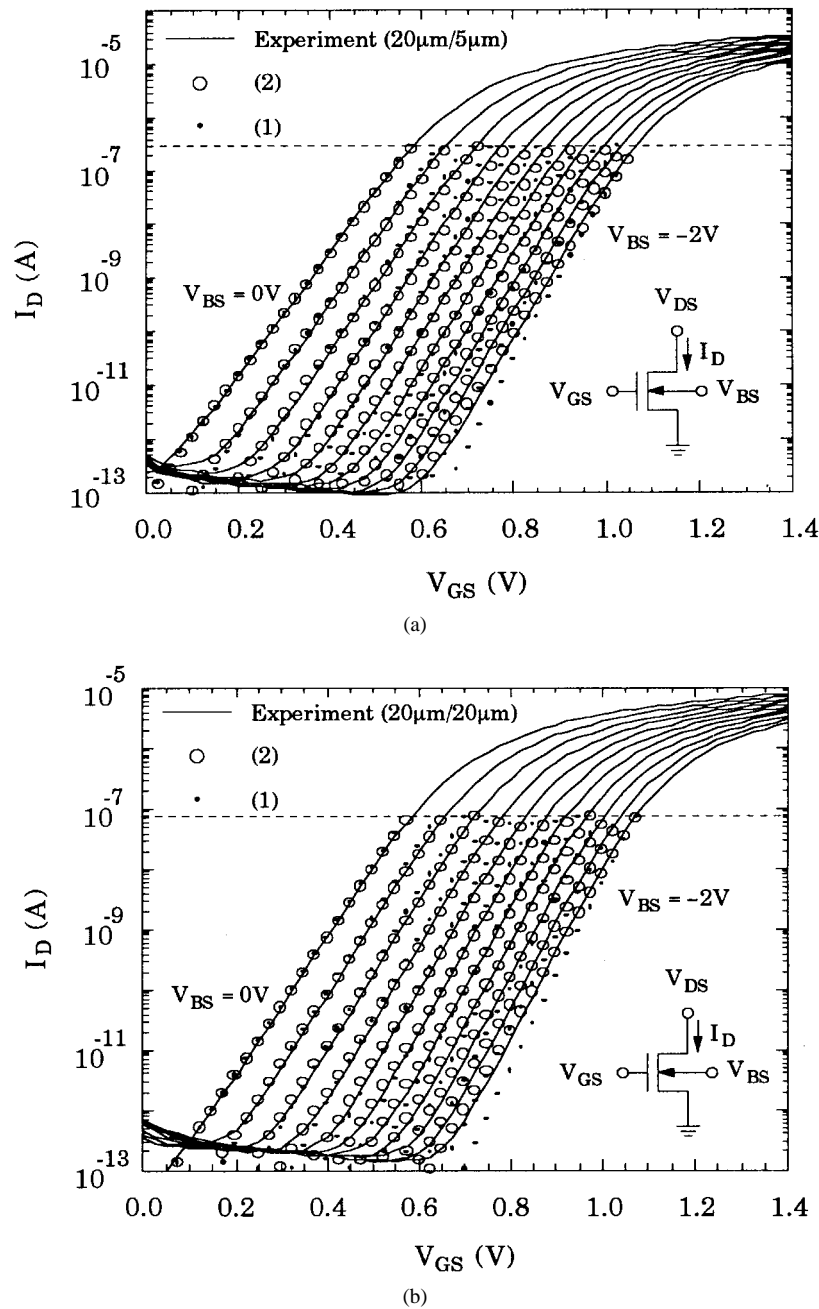 10⁻⁵
10⁻⁷
10⁻⁹
10⁻¹¹
10⁻¹³
I_D (A)
Experiment (20μm/5μm)
(2)
(1)
V_BS = 0V
V_BS = -2V
V_DS
I_D
V_GS
V_BS
0.0 0.2 0.4 0.6 0.8 1.0 1.2 1.4
V_GS (V)
(a)
10⁻⁵
10⁻⁷
10⁻⁹
10⁻¹¹
10⁻¹³
I_D (A)
Experiment (20μm/20μm)
(2)
(1)
V_BS = 0V
V_BS = -2V
V_DS
I_D
V_GS
V_BS
0.0 0.2 0.4 0.6 0.8 1.0 1.2 1.4
V_GS (V)
(b)